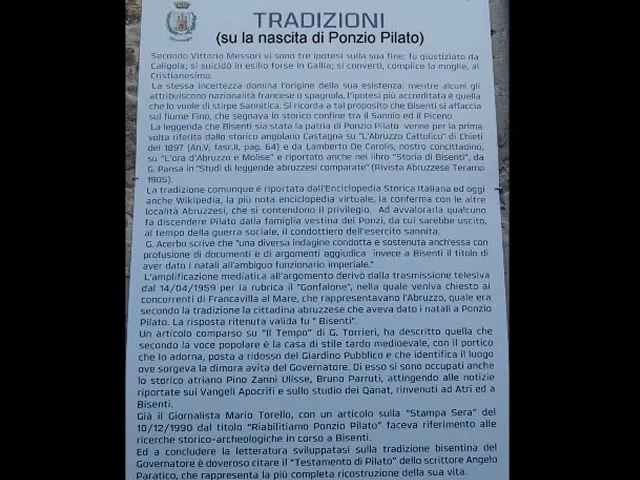 TRADIZIONI
(su la nascita di Ponzio Pilato)
Secondo Vittorio Messori vi sono tre ipotesi sulla sua fine: fu giustiziato da
Caligola; si suicidò in esilio forse in Gallia; si convertì, complice la moglie, al
Cristianesimo.
La stessa incertezza domina l'origine della sua esistenza: mentre alcuni gli
attribuiscono nazionalità francese o spagnola, l'ipotesi più accreditata è quella
che lo vuole di stirpe Sannitica. Si ricorda a tal proposito che Bisenti si affaccia
sul fiume Fino, che segnava lo storico confine tra il Sannio ed il Piceno.
La leggenda che Bisenti sia stata la patria di Ponzio Pilato venne per la prima
volta riferita dallo storico angolano Castagna su "L'Abruzzo Cattolico" di Chieti
del 1897 (An.V, fasc.II, pag. 64) e da Lamberto De Carolis, nostro concittadino,
su "L'ora d'Abruzzo e Molise" e riportato anche nel libro "Storia di Bisenti", da
G. Pansa in "Studi di leggende abruzzesi comparate" (Rivista Abruzzese Teramo
1905).
La tradizione comunque è riportata dall'Enciclopedia Storica Italiana ed oggi
anche Wikipedia, la più nota enciclopedia virtuale, la conferma con le altre
località Abruzzesi, che si contendono il privilegio. Ad avvalorarla qualcuno
fa discendere Pilato dalla famiglia vestina dei Ponzi, da cui sarebbe uscito,
al tempo della guerra sociale, il condottiero dell'esercito sannita.
G. Acerbo scrive che "una diversa indagine condotta e sostenuta anch'essa con
profusione di documenti e di argomenti aggiudica invece a Bisenti il titolo di
aver dato i natali all'ambiguo funzionario imperiale."
L'amplificazione mediatica all'argomento derivò dalla trasmissione telesiva
dal 14/04/1959 per la rubrica il "Gonfalone", nella quale veniva chiesto ai
concorrenti di Francavilla al Mare, che rappresentavano l'Abruzzo, quale era
secondo la tradizione la cittadina abruzzese che aveva dato i natali a Ponzio
Pilato. La risposta ritenuta valida fu " Bisenti".
Un articolo comparso su "Il Tempo" di G. Torrieri, ha descritto quella che
secondo la voce popolare è la casa di stile tardo medioevale, con il portico
che lo adorna, posta a ridosso del Giardino Pubblico e che identifica il luogo
ove sorgeva la dimora avita del Governatore. Di esso si sono occupati anche
lo storico atriano Pino Zanni Ulisse, Bruno Parruti, attingendo alle notizie
riportate sui Vangeli Apocrifi e sullo studio dei Qanat, rinvenuti ad Atri ed a
Bisenti.
Già il Giornalista Mario Torello, con un articolo sulla "Stampa Sera" del
10/12/1990 dal titolo "Riabilitiamo Ponzio Pilato" faceva riferimento alle
ricerche storico-archeologiche in corso a Bisenti.
Ed a concludere la letteratura sviluppatasi sulla tradizione bisentina del
Governatore è doveroso citare il "Testamento di Pilato" dello scrittore Angelo
Paratico, che rappresenta la più completa ricostruzione della sua vita.